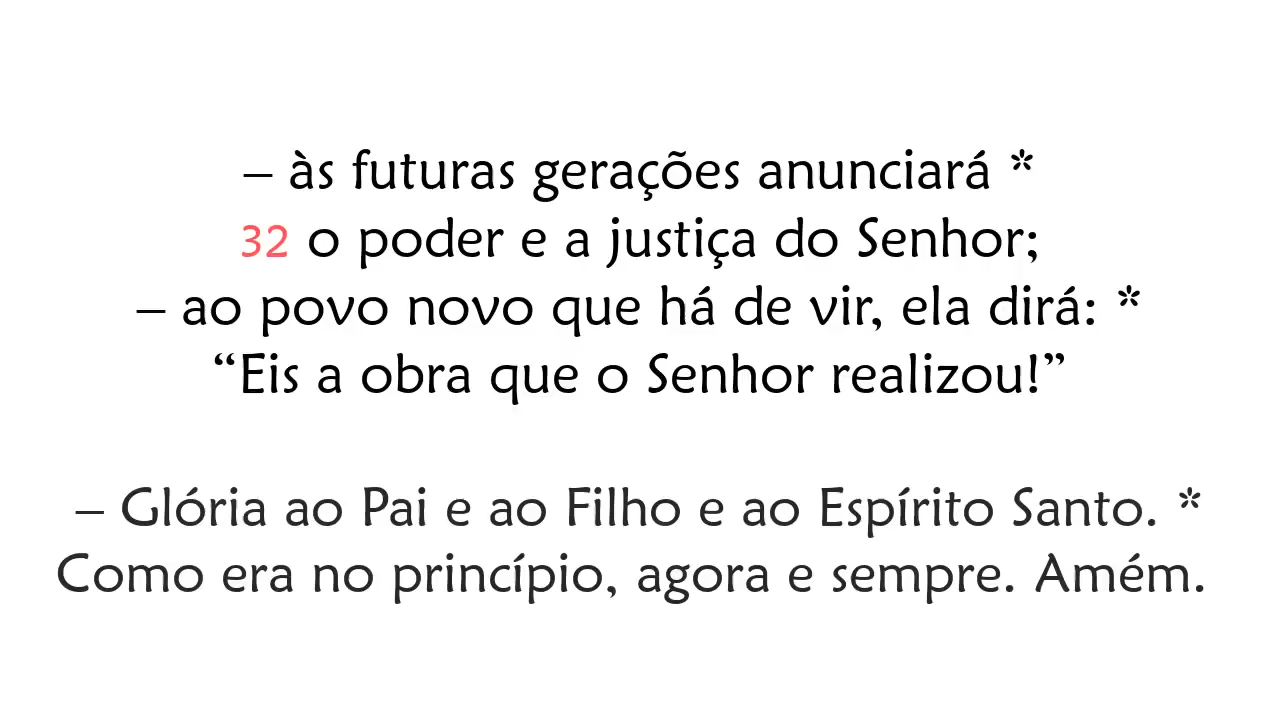 – às futuras gerações anunciará *
32 o poder e a justiça do Senhor;
– ao povo novo que há de vir, ela dirá: *
“Eis a obra que o Senhor realizou!”
– Glória ao Pai e ao Filho e ao Espírito Santo. *
Como era no princípio, agora e sempre. Amém.